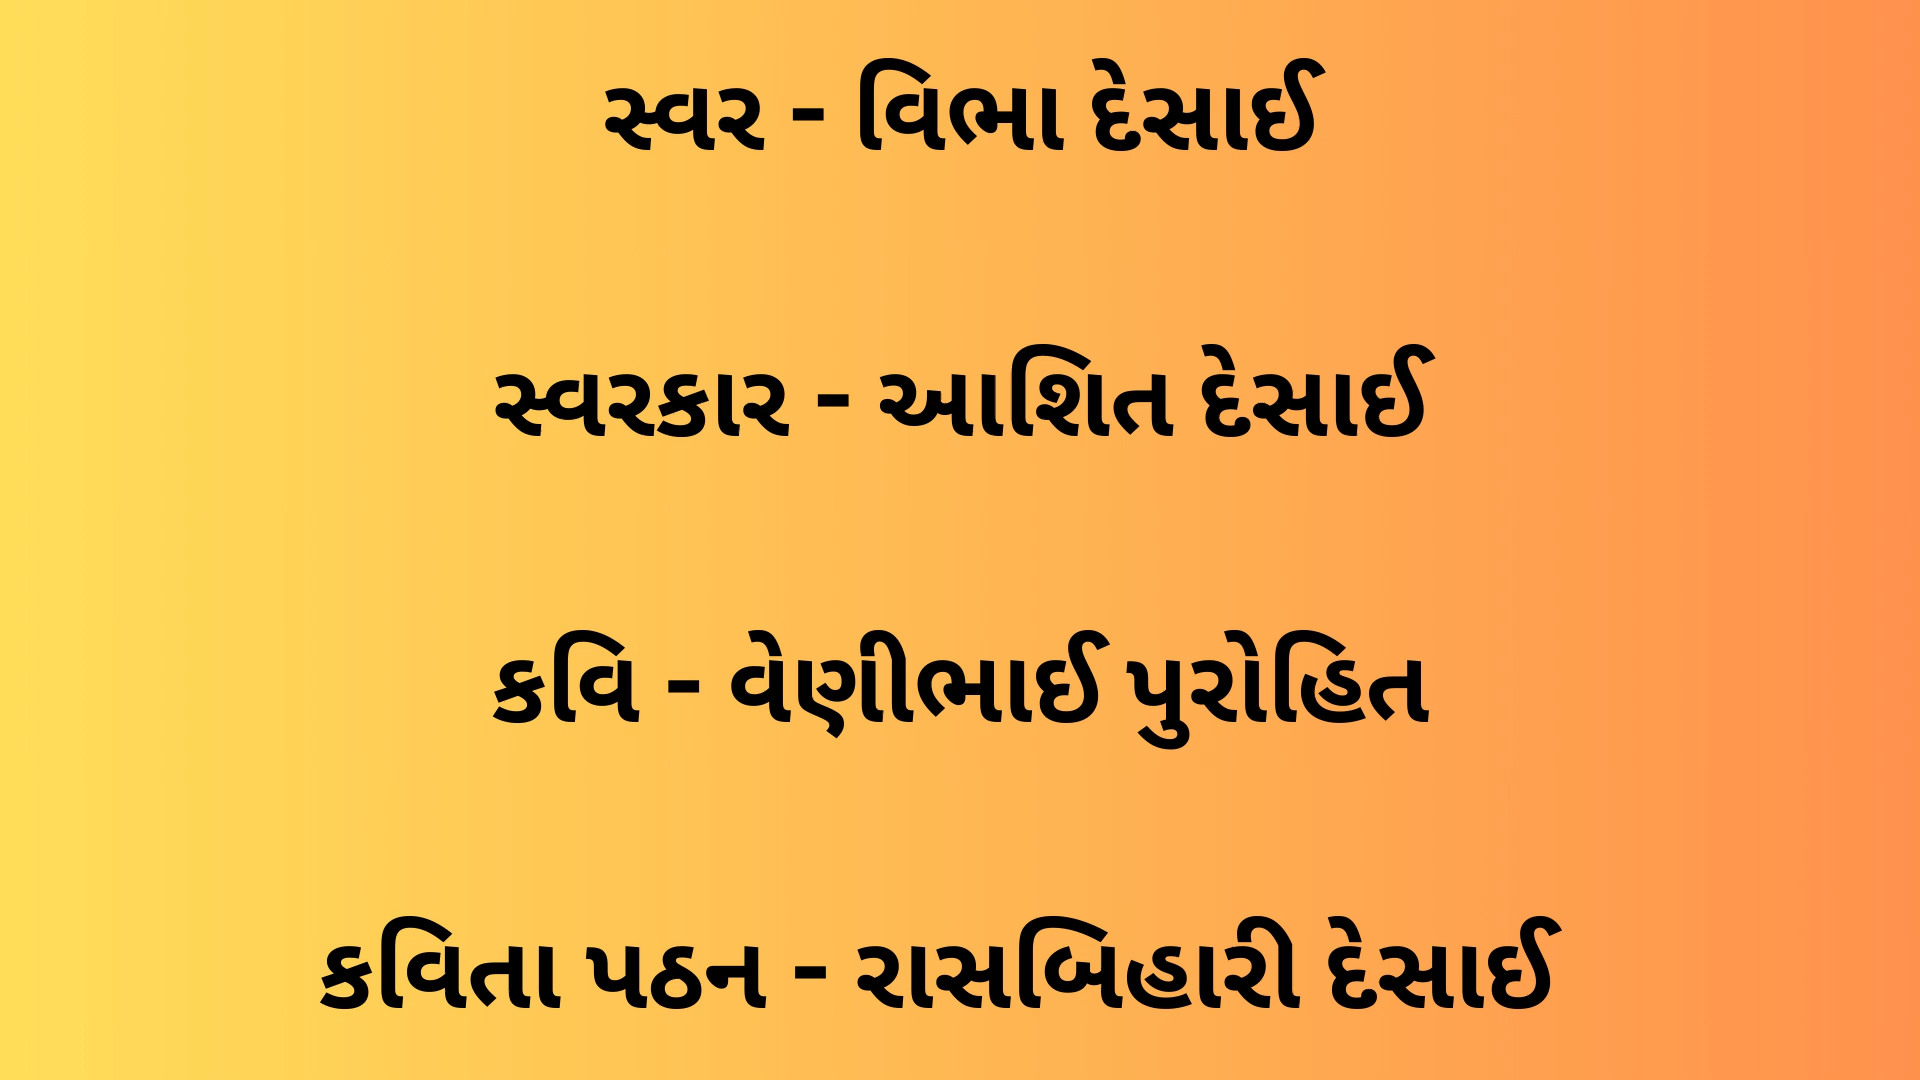 સ્વર - વિભા દેસાઈ
સ્વરકાર - આશિત દેસાઈ
કવિ - વેણીભાઈ પુરોહિત
કવિતા પઠન - રાસબિહારી દેસાઈ